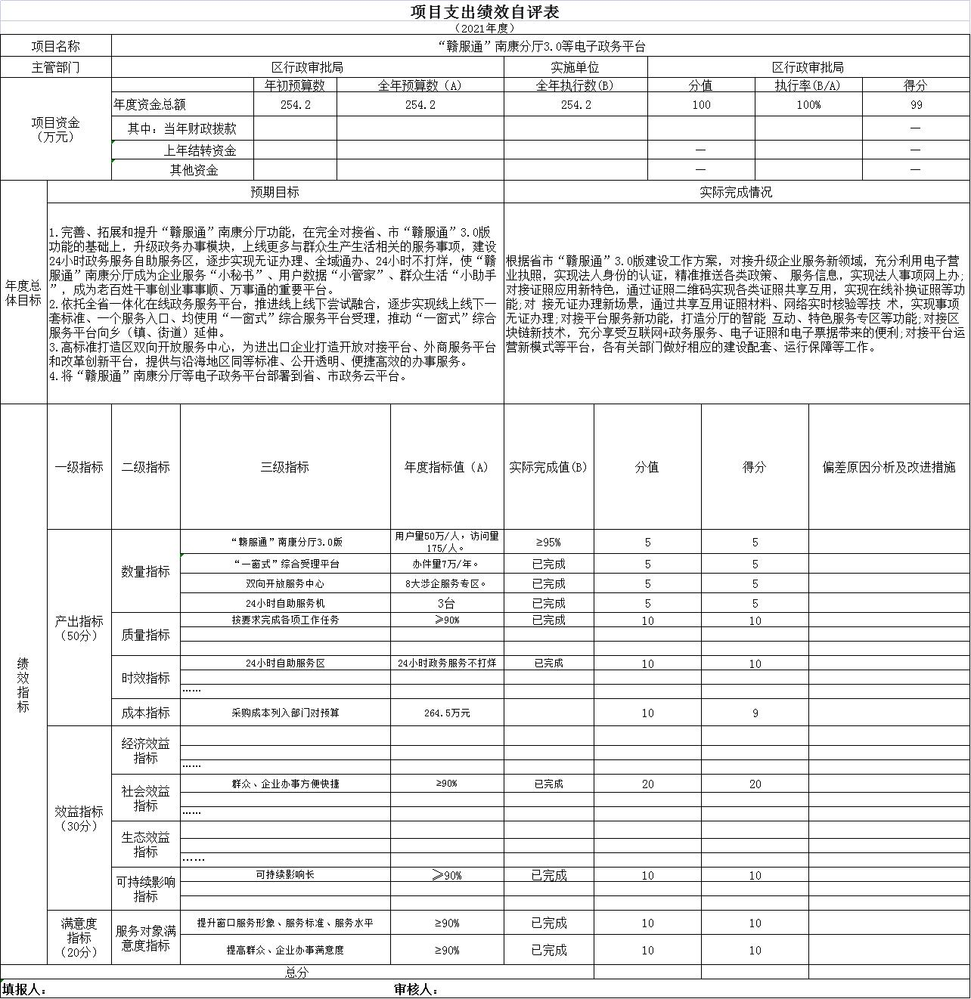 项目支出绩效自评表
（2021年度）
项目名称 “赣服通”南康分厅3.0等电子政务平台
主管部门 区行政审批局 实施单位 区行政审批局
项目资金
（万元）
年初预算数 全年预算数（A） 全年执行数(B) 分值 执行率(B/A) 得分
年度资金总额 254.2 254.2 254.2 100 100% 99
其中：当年财政拨款 —
上年结转资金 — —
其他资金 — —
年度总
体目标
预期目标 实际完成情况
1.完善、拓展和提升“赣服通”南康分厅功能，在完全对接省、市“赣服通”3.0版
功能的基础上，升级政务办事模块，上线更多与群众生产生活相关的服务事项，建设
24小时政务服务自助服务区，逐步实现无证办理、全域通办、24小时不打烊，使“赣
服通”南康分厅成为企业服务“小秘书”、用户数据“小管家”、群众生活“小助手
”，成为老百姓干事创业事事顺、万事通的重要平台。
2.依托全省一体化在线政务服务平台，推进线上线下尝试融合，逐步实现线上线下一
套标准、一个服务入口、均使用“一窗式”综合服务平台受理，推动“一窗式”综合
服务平台向乡（镇、街道）延伸。
3.高标准打造区双向开放服务中心，为进出口企业打造开放对接平台、外商服务平台
和改革创新平台，提供与沿海地区同等标准、公开透明、便捷高效的办事服务。
4.将“赣服通”南康分厅等电子政务平台部署到省、市政务云平台。
根据省市“赣服通”3.0版建设工作方案，对接升级企业服务新领域，充分利用电子营
业执照，实现法人身份的认证，精准推送各类政策、 服务信息，实现法人事项网上办;
对接证照应用新特色，通过证照二维码实现各类证照共享互用，实现在线补换证照等功
能;对 接无证办理新场景，通过共享互用证照材料、网络实时核验等技 术，实现事项
无证办理;对接平台服务新功能，打造分厅的智能 互动、特色服务专区等功能;对接区
块链新技术，充分享受互联网+政务服务、电子证照和电子票据带来的便利;对接平台运
营新模式等平台，各有关部门做好相应的建设配套、运行保障等工作。
绩
效
指
标
一级指标 二级指标 三级指标 年度指标值（A） 实际完成值(B) 分值 得分 偏差原因分析及改进措施
产出指标
（50分）
数量指标
“赣服通”南康分厅3.0版 用户量50万/人，访问量
175/人。 ≥95% 5 5
“一窗式”综合受理平台 办件量7万/年。 已完成 5 5
双向开放服务中心 8大涉企服务专区。 已完成 5 5
24小时自助服务机 3台 已完成 5 5
质量指标
按要求完成各项工作任务 ≥90% 已完成 10 10
时效指标
24小时自助服务区 24小时政务服务不打烊 已完成 10 10
……
成本指标 采购成本列入部门对预算 264.5万元 10 9
效益指标
（30分）
经济效益
指标
……
社会效益
指标
群众、企业办事方便快捷 ≥90% 已完成 20 20
……
生态效益
指标
……
可持续影响
指标
可持续影响长 ≥90% 已完成 10 10
满意度
指标
（20分）
服务对象满
意度指标
提升窗口服务形象、服务标准、服务水平 ≥90% 已完成 10 10
提高群众、企业办事满意度 ≥90% 已完成 10 10
总分
填报人： 审核人：